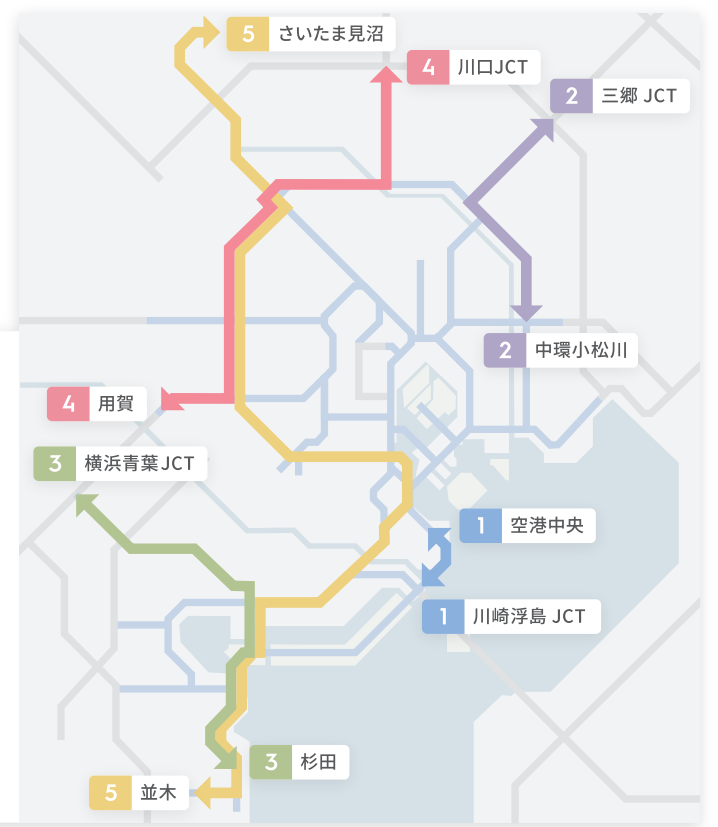 5 さいたま見沼
4 川口JCT
2 三郷 JCT
2 中環小松川
4 用賀
3 横浜青葉JCT
1 空港中央
1 川崎浮島 JCT
3 杉田
5 並木